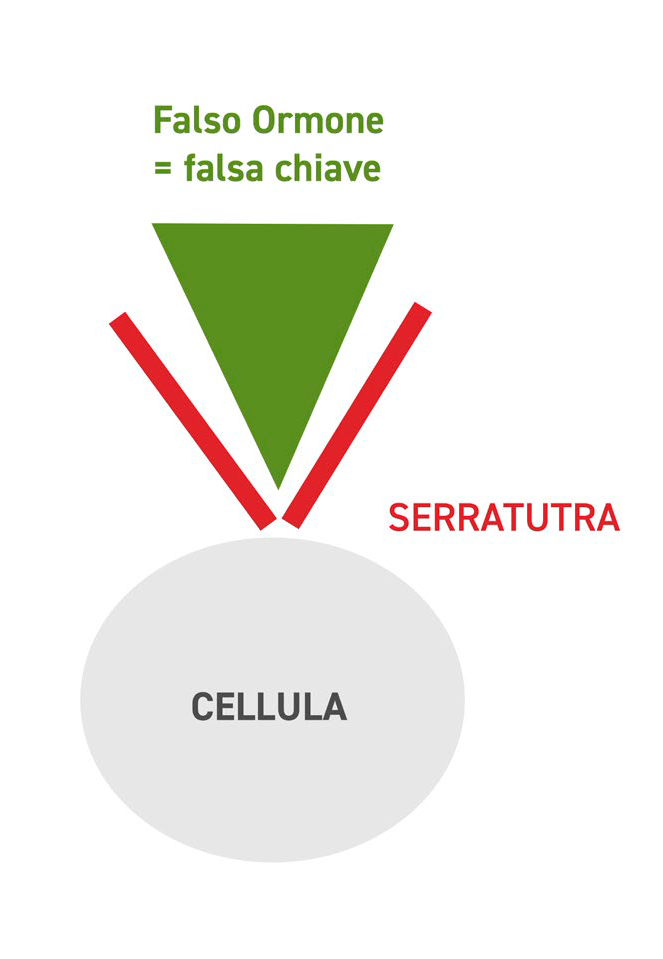 Falso Ormone
= falsa chiave
SERRATUTRA
CELLULA